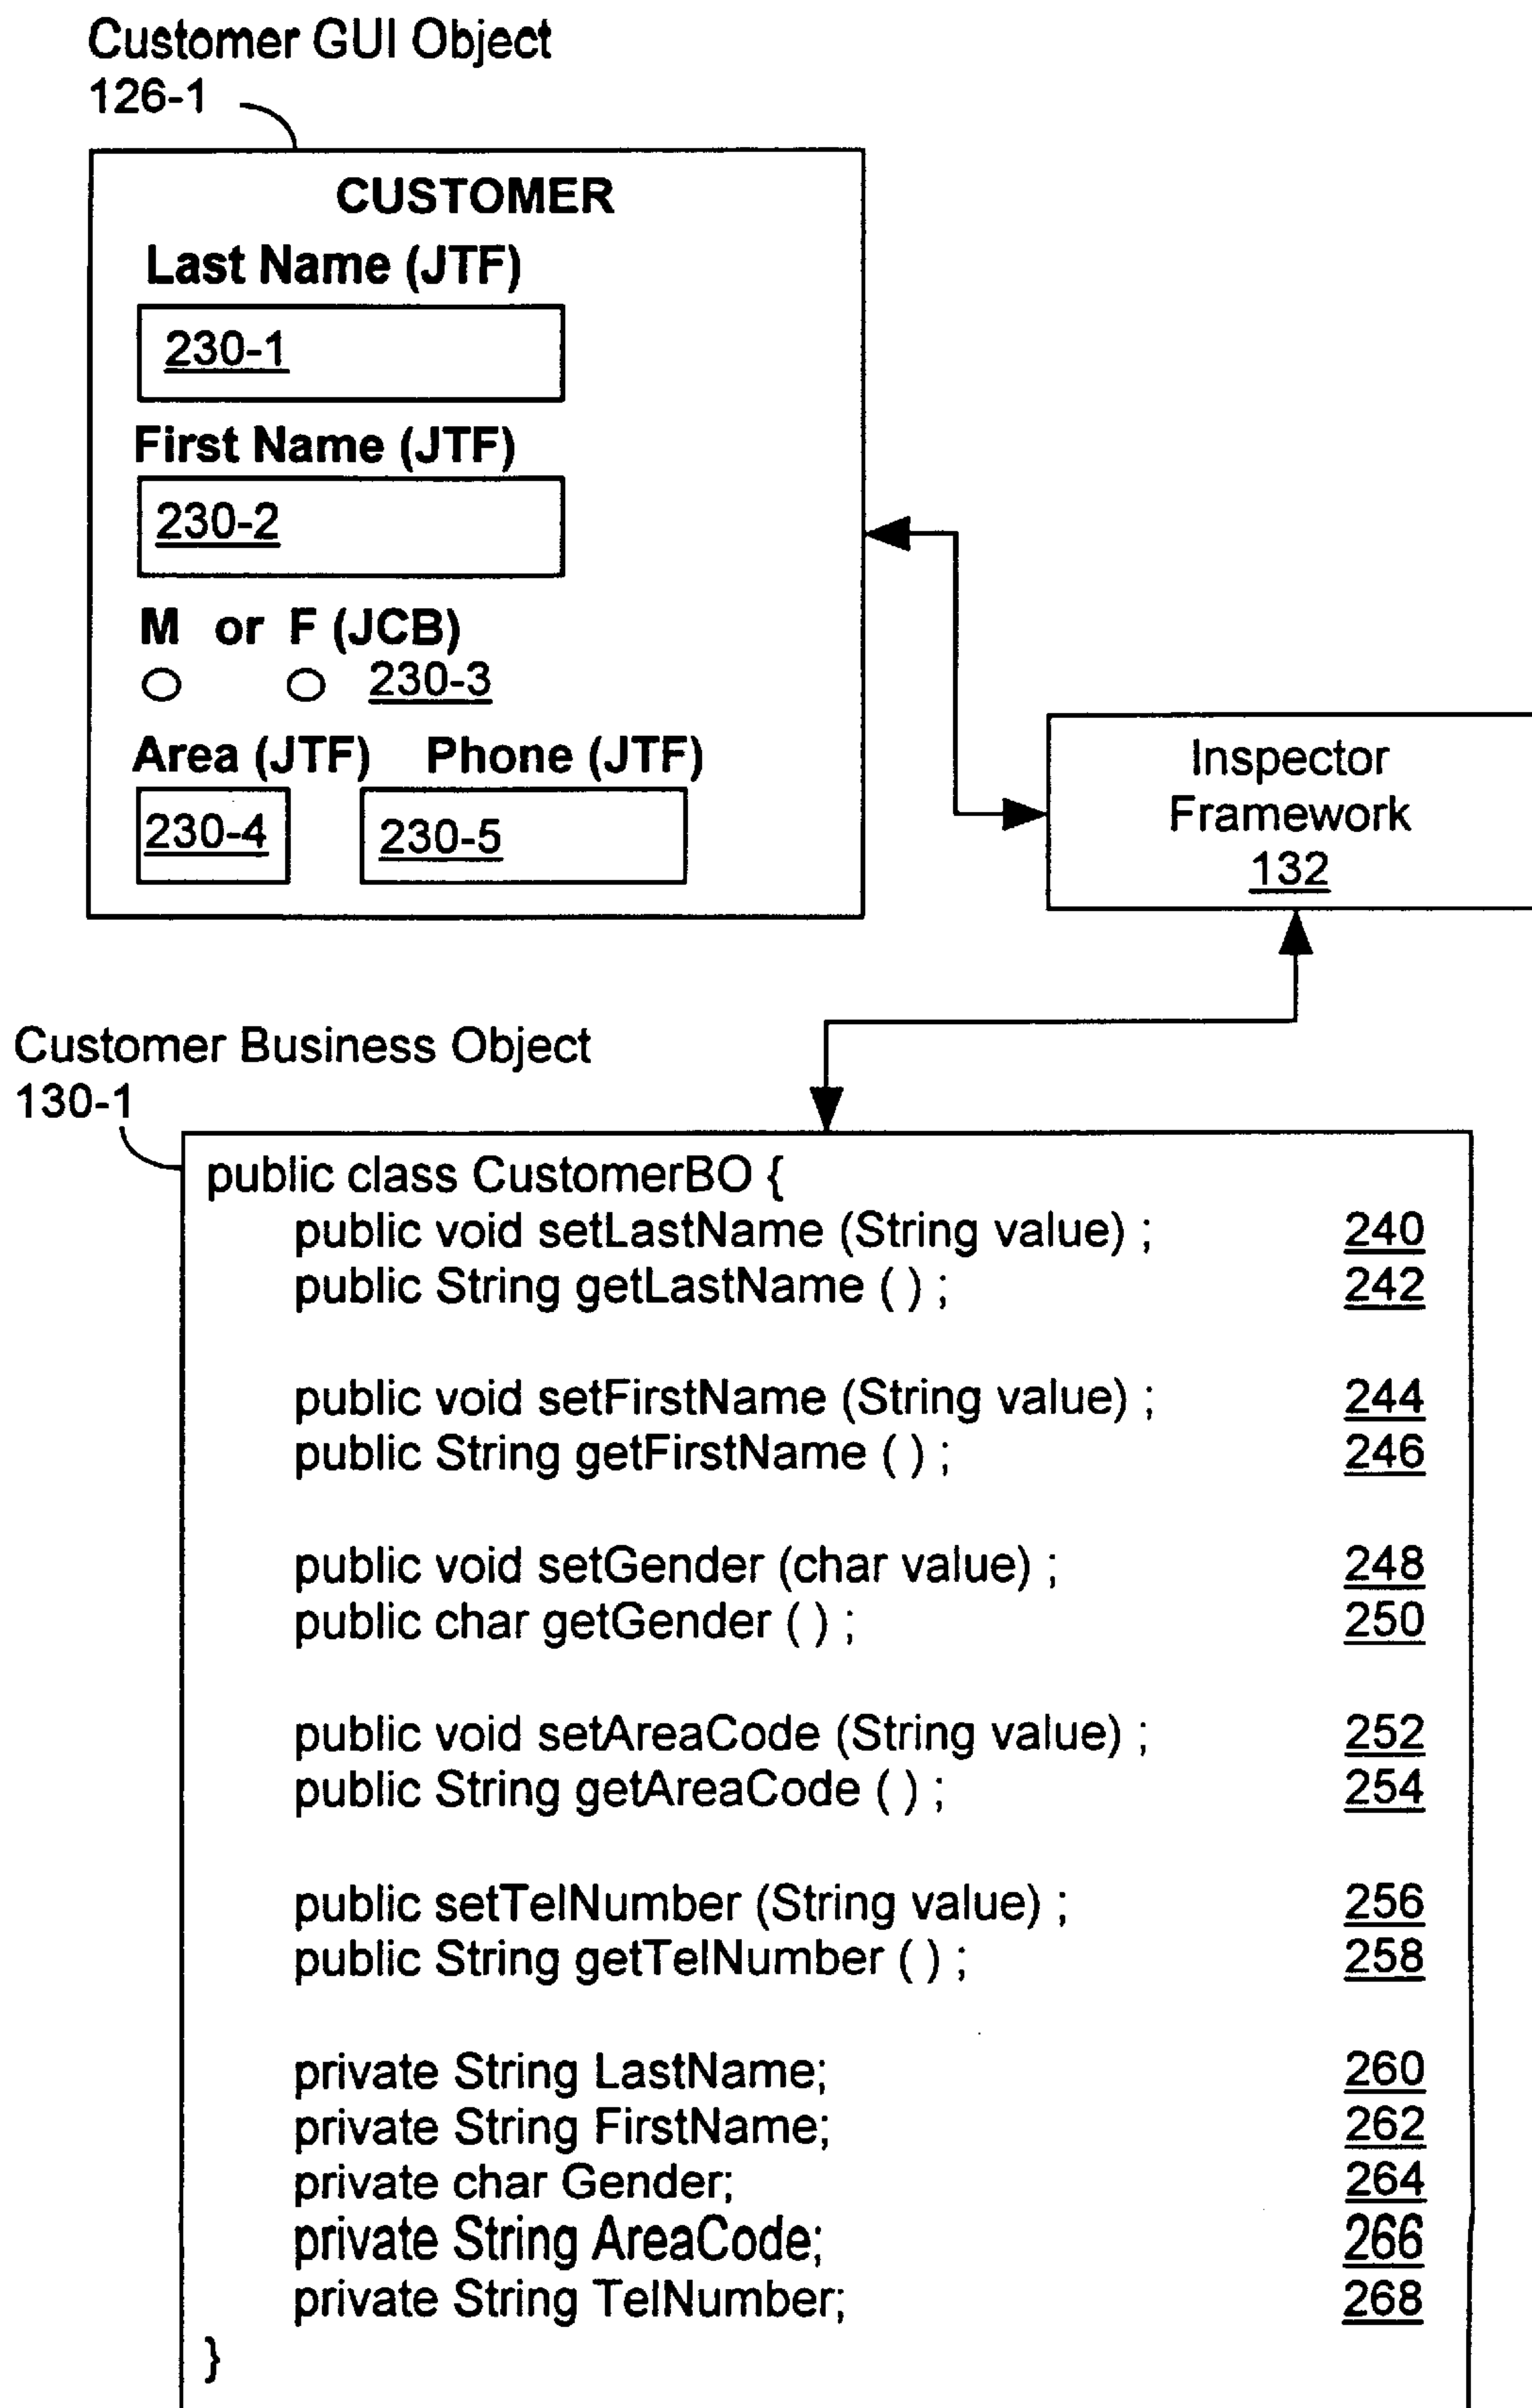 Customer GUI Object
126-1
CUSTOMER
Last Name (JTF)
230-1
First Name (JTF)
230-2
M or F (JCB)
230-3
Area (JTF) Phone (JTF)
230-4 230-5
Inspector
Framework
132
Customer Business Object
130-1
public class CustomerBO {
public void setLastName (String value) ; 240
public String getLastName ( ) ; 242
public void setFirstName (String value) ; 244
public String getFirstName ( ) ; 246
public void setGender (char value) ; 248
public char getGender ( ) ; 250
public void setAreaCode (String value) ; 252
public String getAreaCode ( ) ; 254
public setTelNumber (String value) ; 256
public String getTelNumber ( ) ; 258
private String LastName; 260
private String FirstName; 262
private char Gender; 264
private String AreaCode; 266
private String TelNumber; 268
}